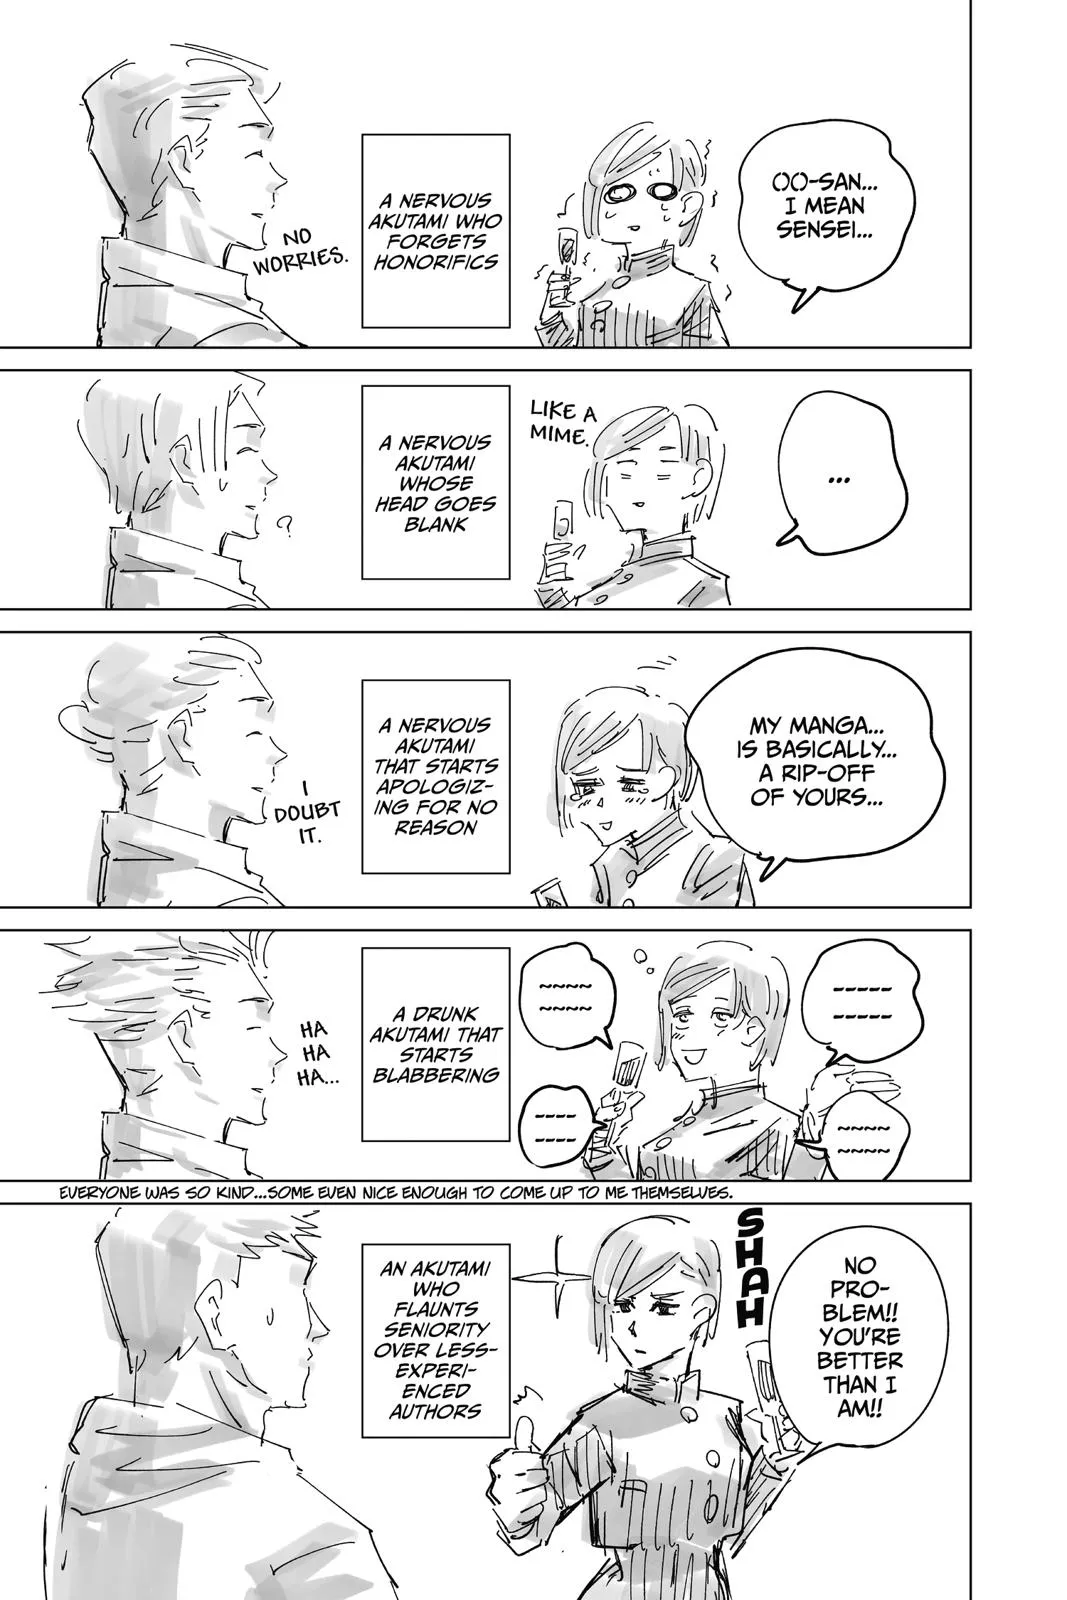 OO-SAN...
I MEAN
SENSEI...
A NERVOUS
AKUTAMI WHO
FORGETS
HONORIFICS
NO
WORRIES.
...
LIKE A
MIME.
A NERVOUS
AKUTAMI
WHOSE
HEAD GOES
BLANK
?
MY MANGA...
IS BASICALLY...
A RIP-OFF
OF YOURS...
A NERVOUS
AKUTAMI
THAT STARTS
APOLOGIZ-
ING FOR NO
REASON
I
DOUBT
IT.
-----
-----
~~~~
~~~~
~~~~
~~~~
----
----
A DRUNK
AKUTAMI THAT
STARTS
BLABBERING
HA
HA
HA...
EVERYONE WAS SO KIND...SOME EVEN NICE ENOUGH TO COME UP TO ME THEMSELVES.
NO
PRO-
BLEM!!
YOU'RE
BETTER
THAN I
AM!!
SHAH
AN AKUTAMI
WHO
FLAUNTS
SENIORITY
OVER LESS-
EXPERI-
ENCED
AUTHORS